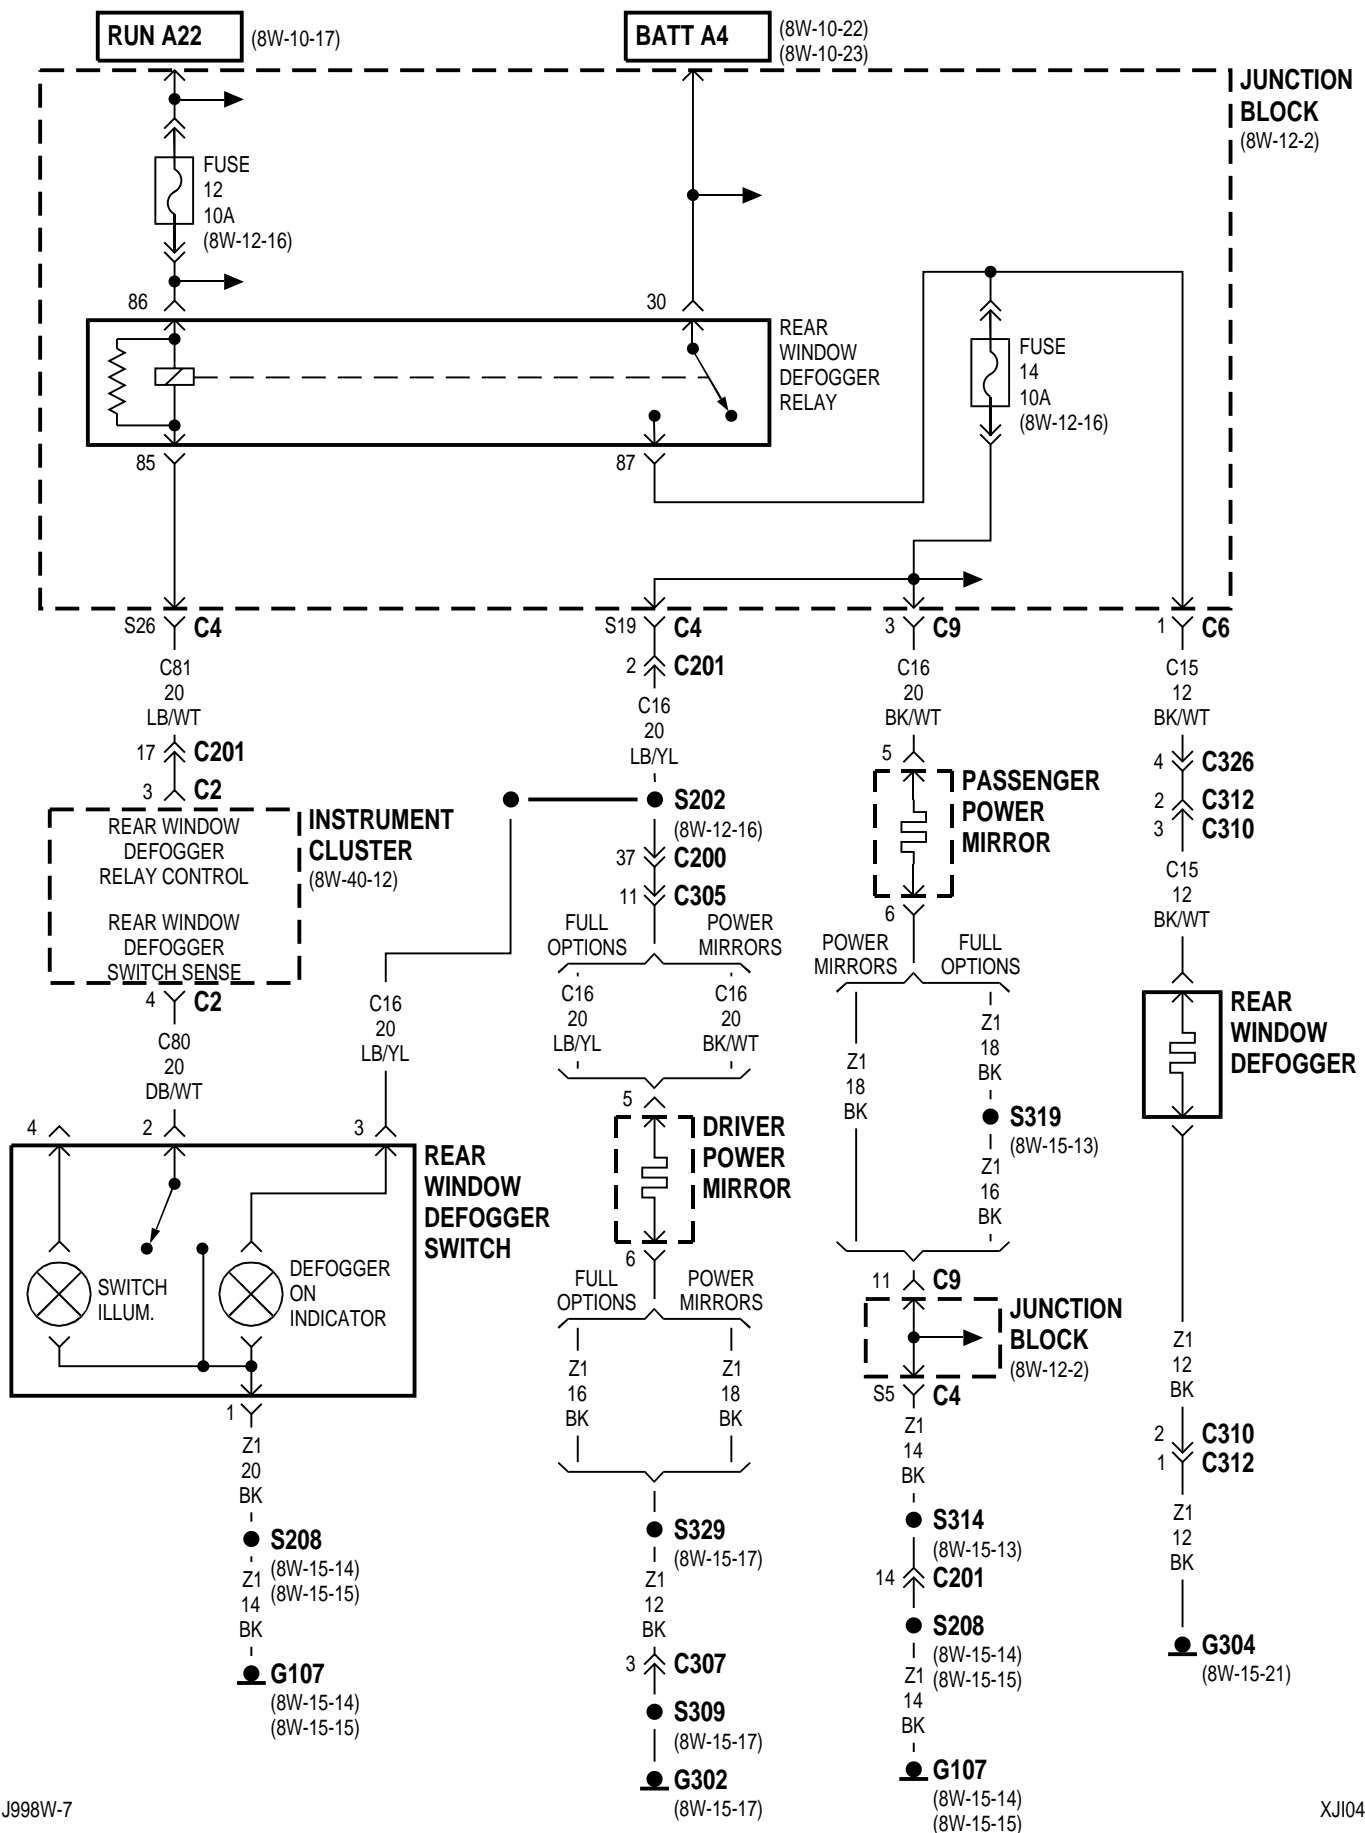 RUN A22
(8W-10-17)
BATT A4
(8W-10-22)
(8W-10-23)
JUNCTION
BLOCK
(8W-12-2)
FUSE
12
10A
(8W-12-16)
86
30
REAR
WINDOW
DEFOGGER
RELAY
FUSE
14
10A
(8W-12-16)
85
87
S26
C4
S19
C4
3
C9
1
C6
C81
20
LB/WT
17
C201
3
C2
2
C201
C16
20
LB/YL
C16
20
BK/WT
C15
12
BK/WT
4
C326
2
C312
3
C310
C15
12
BK/WT
REAR WINDOW
DEFOGGER
RELAY CONTROL
REAR WINDOW
DEFOGGER
SWITCH SENSE
INSTRUMENT
CLUSTER
(8W-40-12)
S202
(8W-12-16)
37
C200
11
C305
5
PASSENGER
POWER
MIRROR
6
4
C2
C80
20
DB/WT
C16
20
LB/YL
FULL
OPTIONS
POWER
MIRRORS
C16
20
LB/YL
C16
20
BK/WT
POWER
MIRRORS
FULL
OPTIONS
Z1
18
BK
Z1
18
BK
S319
(8W-15-13)
Z1
16
BK
REAR
WINDOW
DEFOGGER
4
2
3
REAR
WINDOW
DEFOGGER
SWITCH
SWITCH
ILLUM.
DEFOGGER
ON
INDICATOR
1
5
DRIVER
POWER
MIRROR
6
FULL
OPTIONS
POWER
MIRRORS
Z1
16
BK
Z1
18
BK
11
C9
JUNCTION
BLOCK
(8W-12-2)
S5
C4
Z1
14
BK
Z1
12
BK
2
C310
1
C312
Z1
12
BK
Z1
20
BK
S208
(8W-15-14)
(8W-15-15)
Z1
14
BK
G107
(8W-15-14)
(8W-15-15)
S329
(8W-15-17)
Z1
12
BK
3
C307
S309
(8W-15-17)
G302
(8W-15-17)
S314
(8W-15-13)
14
C201
S208
(8W-15-14)
(8W-15-15)
Z1
14
BK
G107
(8W-15-14)
(8W-15-15)
G304
(8W-15-21)
J998W-7
XJI04